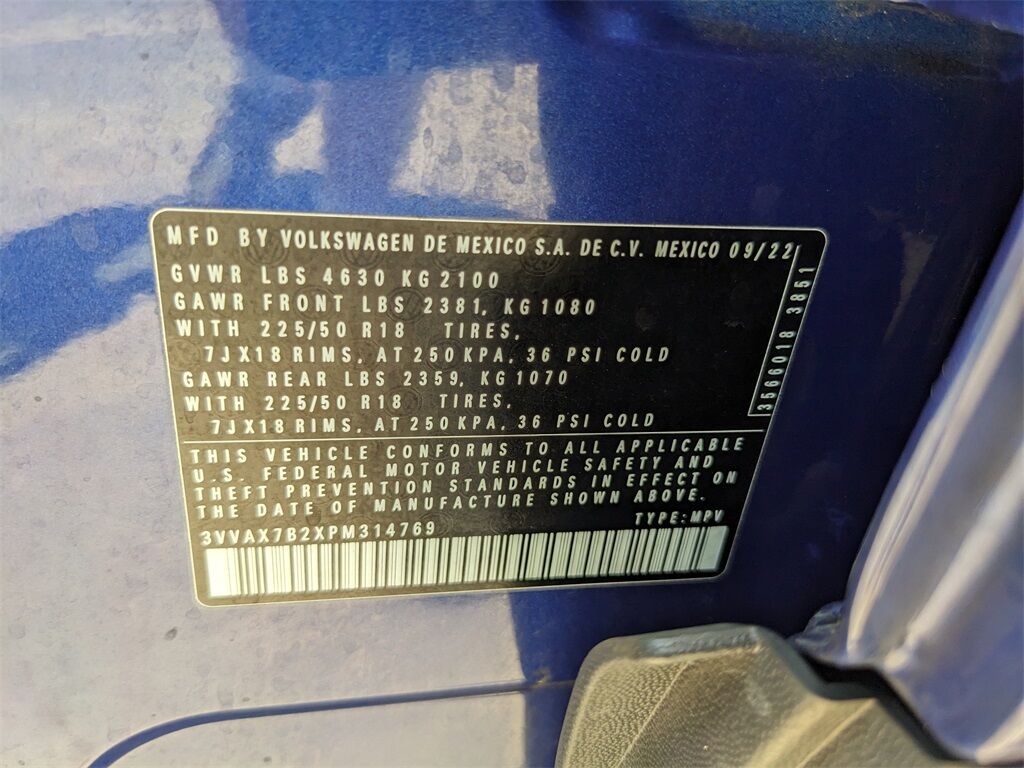 MFD BY VOLKSWAGEN DE MEXICO S.A. DE C.V. MEXICO 09/22
GVWR LBS 4630 KG 2100
GAWR FRONT LBS 2381, KG 1080
WITH 225/50 R18 TIRES,
7JX18 RIMS, AT 250 KPA, 36 PSI COLD
GAWR REAR LBS 2359, KG 1070
WITH 225/50 R18 TIRES,
7JX18 RIMS, AT 250 KPA, 36 PSI COLD
3566018 3851
THIS VEHICLE CONFORMS TO ALL APPLICABLE
U.S. FEDERAL MOTOR VEHICLE SAFETY AND
THEFT PREVENTION STANDARDS IN EFFECT ON
THE DATE OF MANUFACTURE SHOWN ABOVE.
3VVAX7B2XPM314769 TYPE: MPV